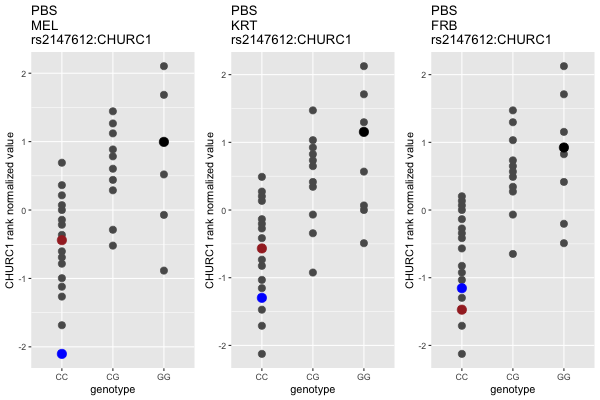 PBS
MEL
rs2147612:CHURC1
CHURC1 rank normalized value
2
1
0
-1
-2
CC
CG
GG
genotype
PBS
KRT
rs2147612:CHURC1
CHURC1 rank normalized value
2
1
0
-1
-2
CC
CG
GG
genotype
PBS
FRB
rs2147612:CHURC1
CHURC1 rank normalized value
2
1
0
-1
-2
CC
CG
GG
genotype